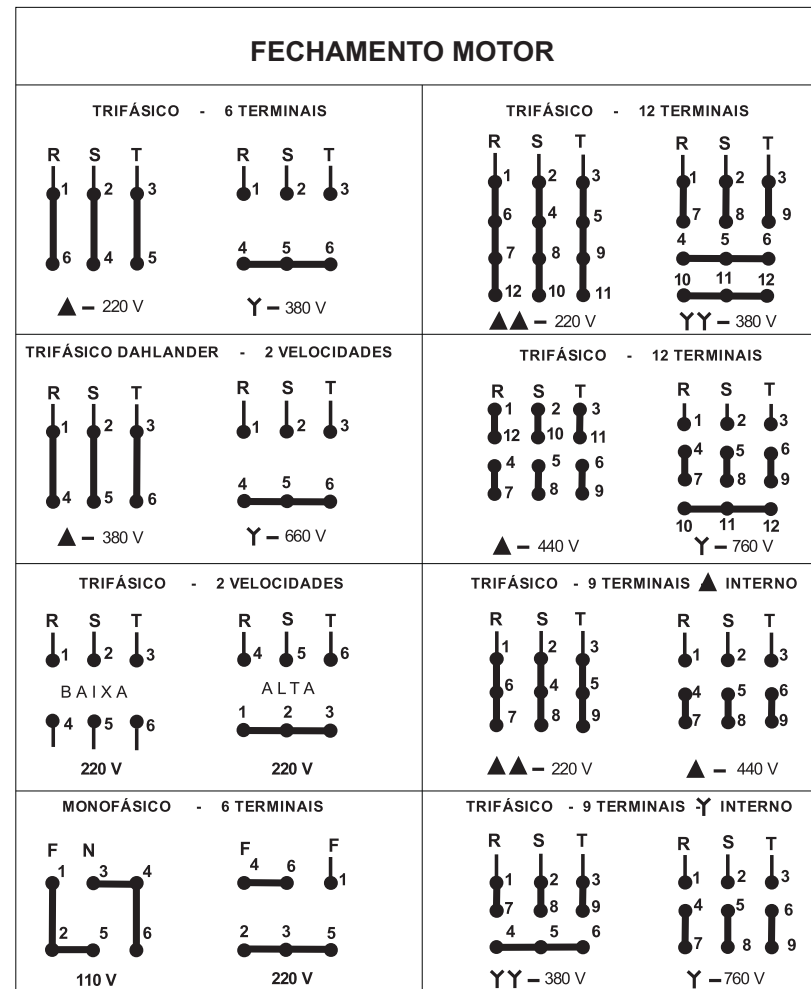 FECHAMENTO MOTOR
TRIFÁSICO - 6 TERMINAIS
R S T
1 2 3
6 4 5
▲ – 220 V
R S T
1 2 3
4 5 6
Y – 380 V
TRIFÁSICO - 12 TERMINAIS
R S T
1 2 3
6 4 5
7 8 9
12 10 11
▲▲ – 220 V
R S T
1 2 3
7 8 9
4 5 6
10 11 12
YY – 380 V
TRIFÁSICO DAHLANDER - 2 VELOCIDADES
R S T
1 2 3
4 5 6
▲ – 380 V
R S T
1 2 3
4 5 6
Y – 660 V
TRIFÁSICO - 12 TERMINAIS
R S T
1 2 3
12 10 11
4 5 6
7 8 9
▲ – 440 V
R S T
1 2 3
4 5 6
7 8 9
10 11 12
Y – 760 V
TRIFÁSICO - 2 VELOCIDADES
R S T
1 2 3
BAIXA
4 5 6
220 V
R S T
4 5 6
ALTA
1 2 3
220 V
TRIFÁSICO - 9 TERMINAIS ▲ INTERNO
R S T
1 2 3
6 4 5
7 8 9
▲▲ – 220 V
R S T
1 2 3
4 5 6
7 8 9
▲ – 440 V
MONOFÁSICO - 6 TERMINAIS
F N
1 3 4
2 5 6
110 V
F F
4 6 1
2 3 5
220 V
TRIFÁSICO - 9 TERMINAIS - Y INTERNO
R S T
1 2 3
7 8 9
4 5 6
YY – 380 V
R S T
1 2 3
4 5 6
7 8 9
Y – 760 V